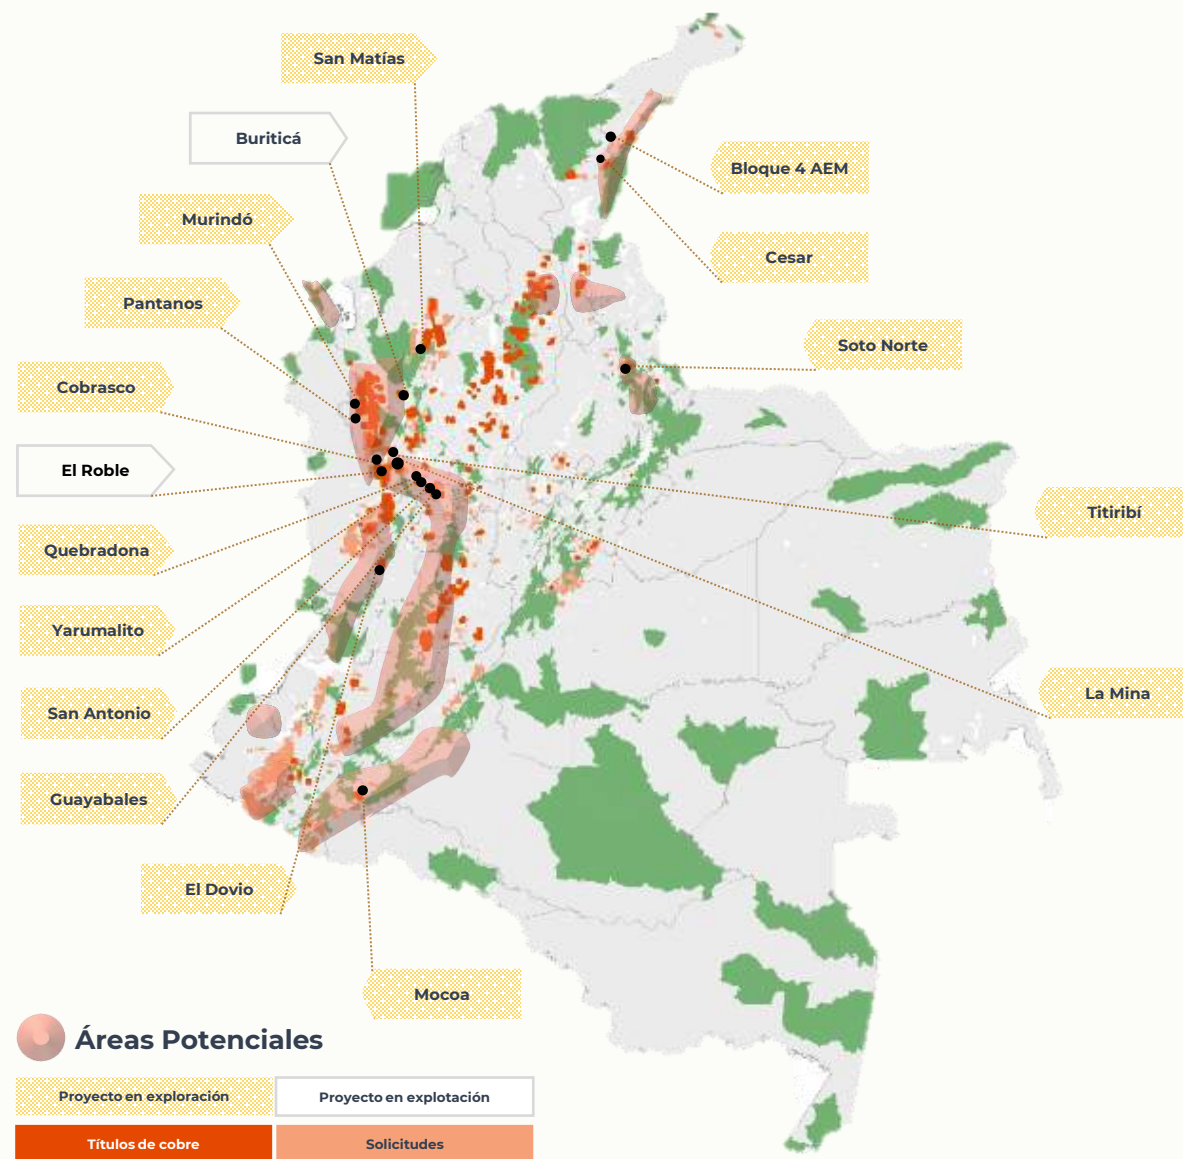 San Matías
Buriticá
Murindó
Pantanos
Cobrasco
El Roble
Quebradona
Yarumalito
San Antonio
Guayabales
El Dovio
Mocoa
Bloque 4 AEM
Cesar
Soto Norte
Titiribí
La Mina
Áreas Potenciales
Proyecto en exploración
Proyecto en explotación
Títulos de cobre
Solicitudes